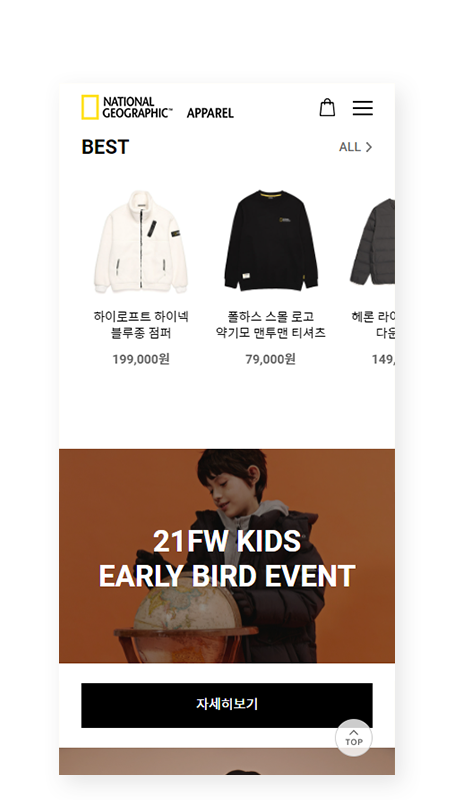 NATIONAL
GEOGRAPHIC™ APPAREL
BEST
ALL
하이로프트 하이넥
블루종 점퍼
199,000원
폴하스 스몰 로고
약기모 맨투맨 티셔츠
79,000원
헤론 라이
다운
149,
21FW KIDS
EARLY BIRD EVENT
자세히보기
TOP